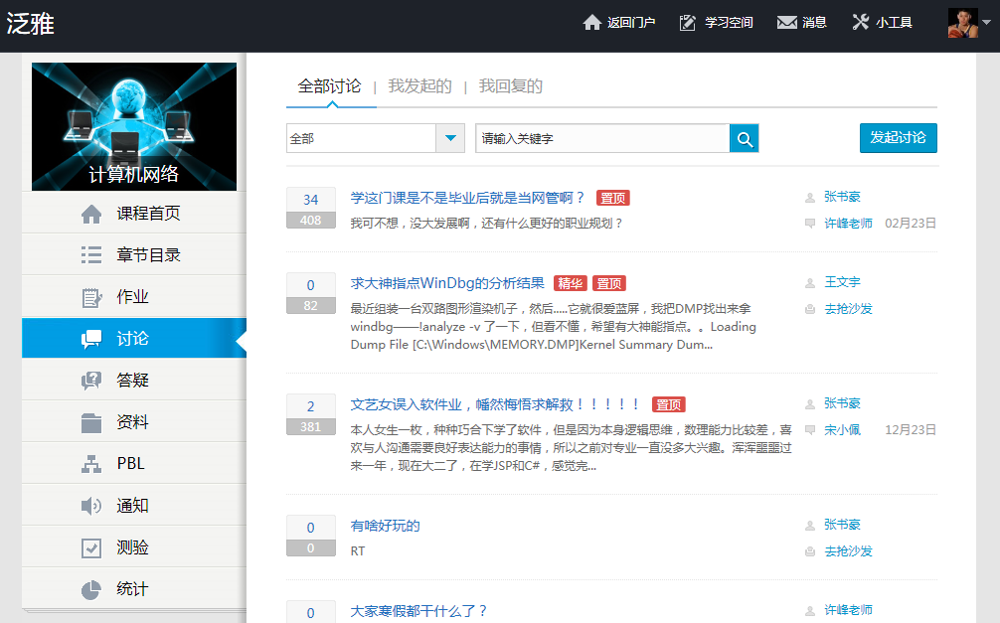 泛雅
返回门户
学习空间
消息
小工具
计算机网络
课程首页
章节目录
作业
讨论
答疑
资料
PBL
通知
测验
统计
全部讨论 | 我发起的 | 我回复的
全部
请输入关键字
发起讨论
34
408
学这门课是不是毕业后就是当网管啊？ 置顶
我可不想，没大发展啊，还有什么更好的职业规划？
张书豪
许峰老师 02月23日
0
82
求大神指点WinDbg的分析结果 精华 置顶
最近组装一台双路图形渲染机子，然后.....它就很爱蓝屏，我把DMP找出来拿
windbg——!analyze -v 了一下，但看不懂，希望有大神能指点。。Loading
Dump File [C:\Windows\MEMORY.DMP]Kernel Summary Dum...
王文宇
去抢沙发
2
381
文艺女误入软件业，幡然悔悟求解救！！！！！ 置顶
本人女生一枚，种种巧合下学了软件，但是因为本身逻辑思维，数理能力比较差，喜
欢与人沟通需要良好表达能力的事情，所以之前对专业一直没多大兴趣。浑浑噩噩过
来一年，现在大二了，在学JSP和C#，感觉完...
张书豪
宋小佩 12月23日
0
0
有啥好玩的
RT
张书豪
去抢沙发
0
大家寒假都干什么了？
许峰老师